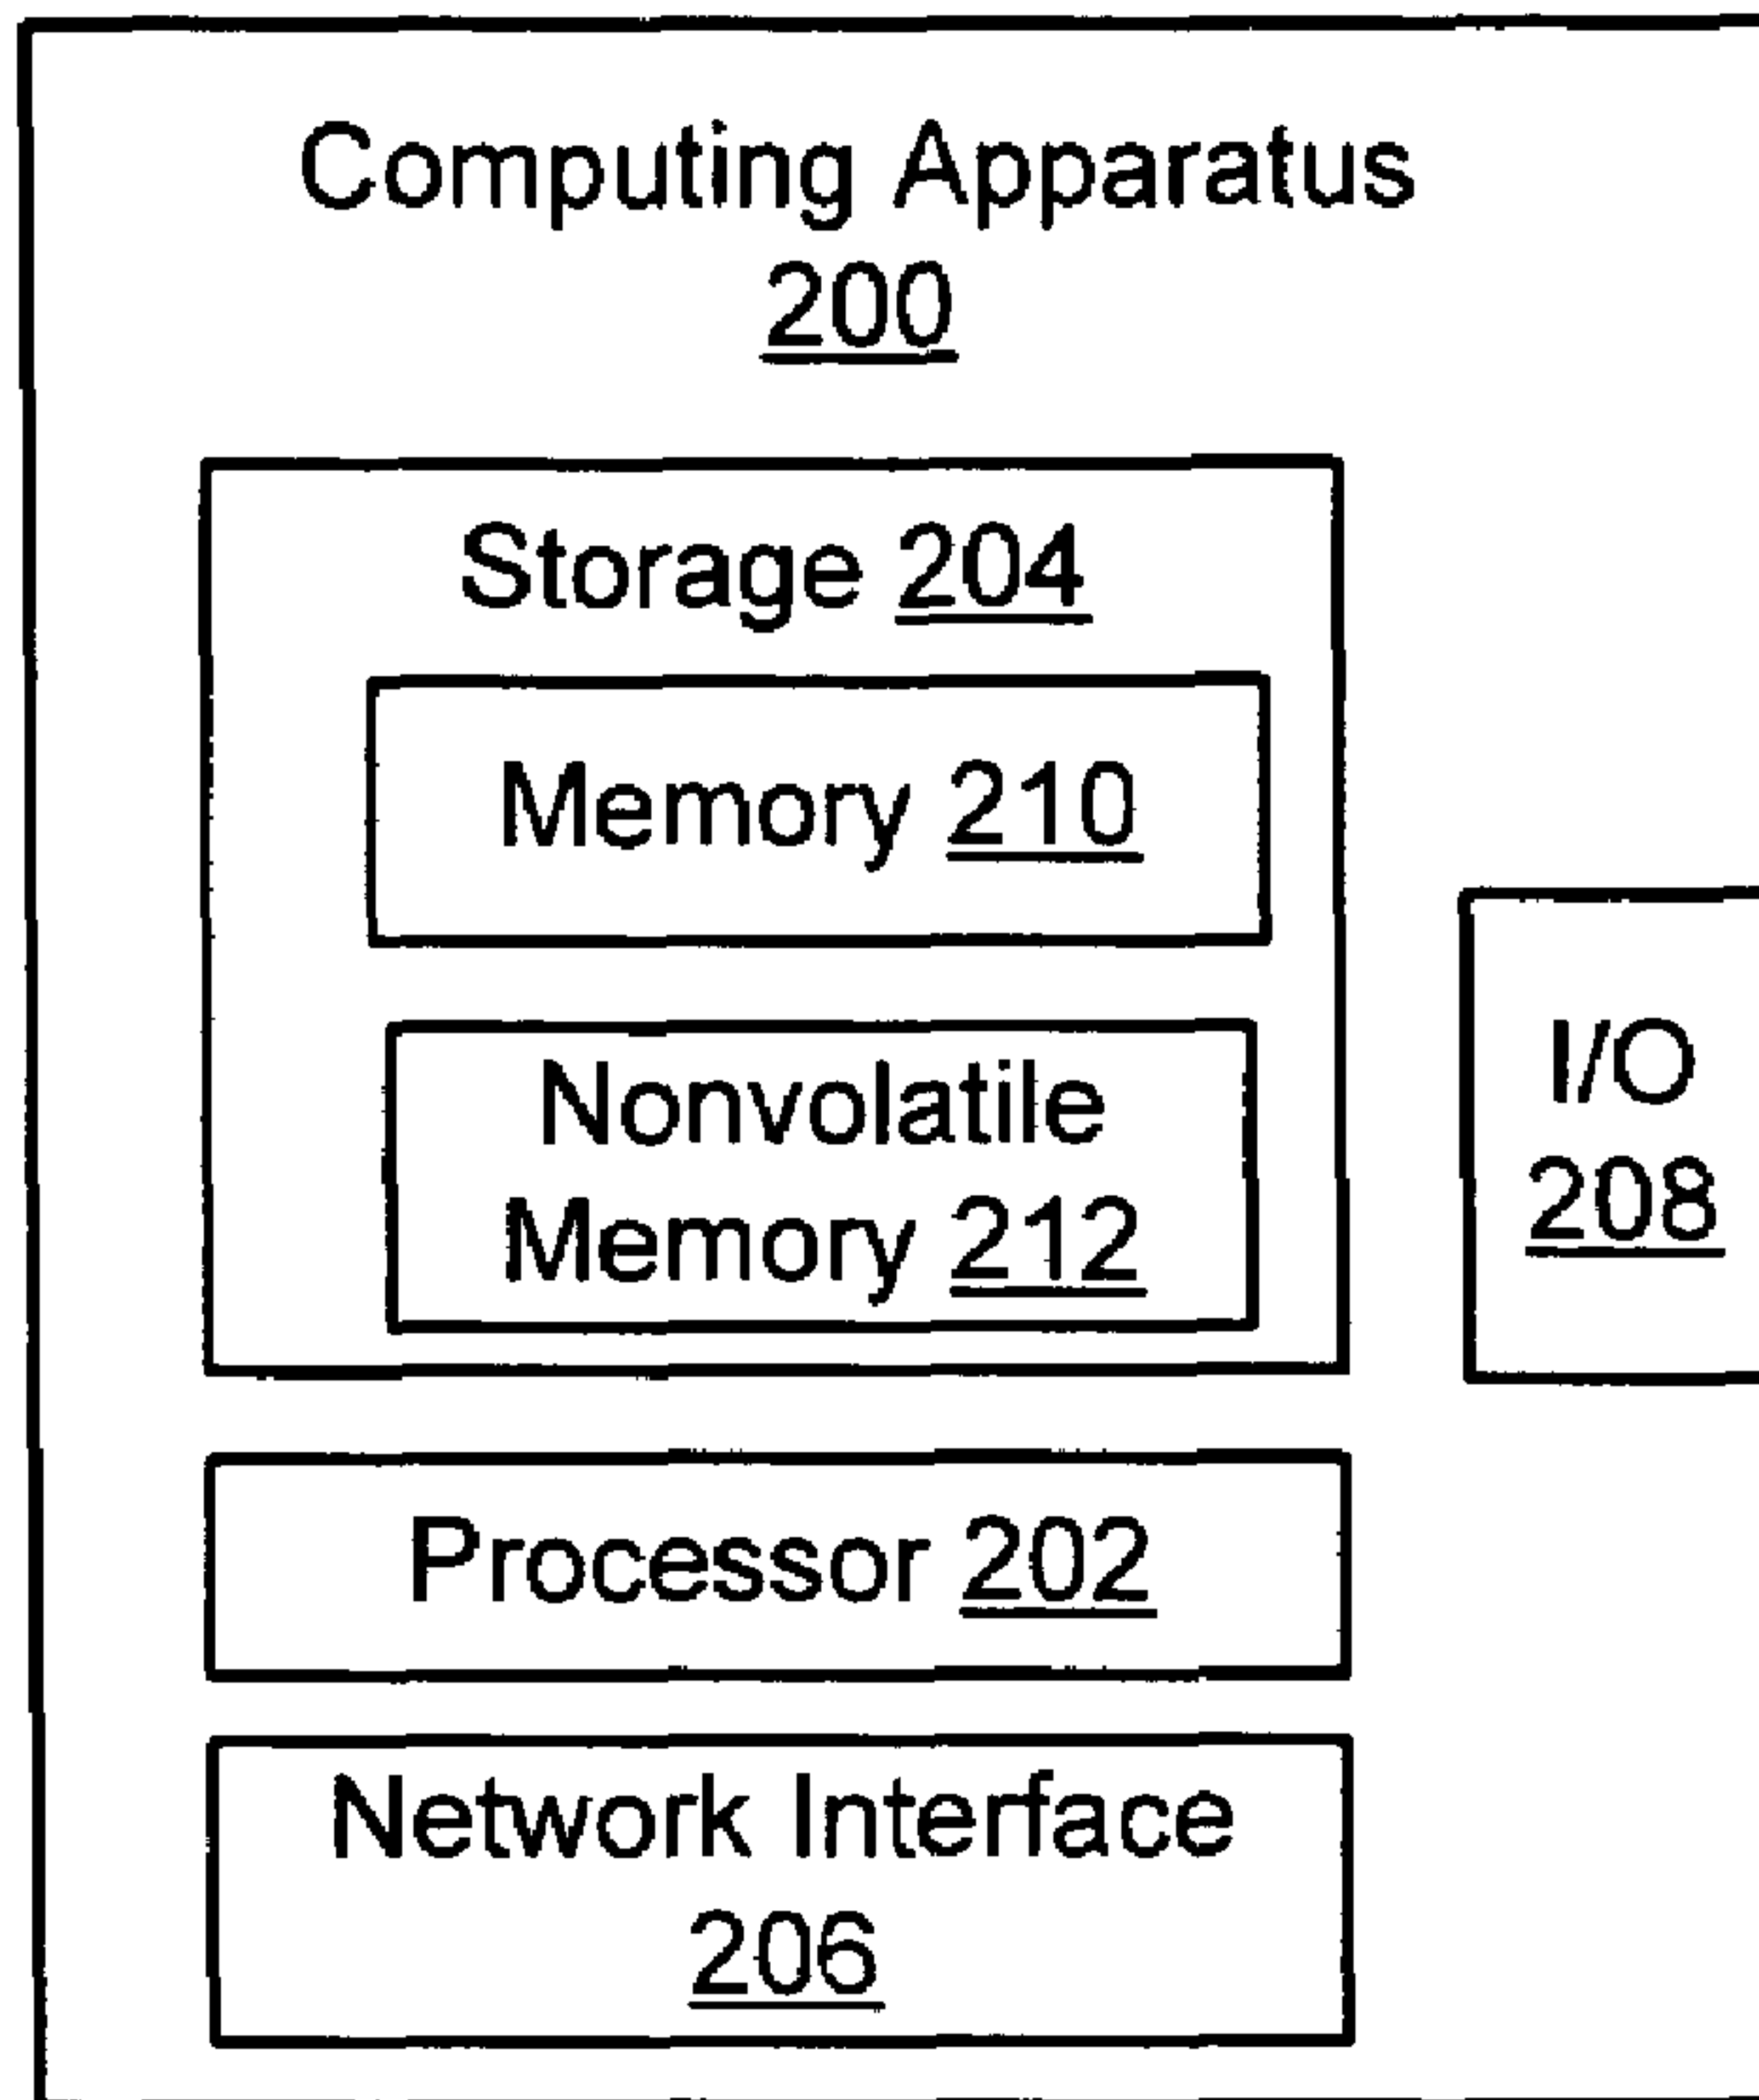 Computing Apparatus
200
Storage 204
Memory 210
Nonvolatile
Memory 212
I/O
208
Processor 202
Network Interface
206